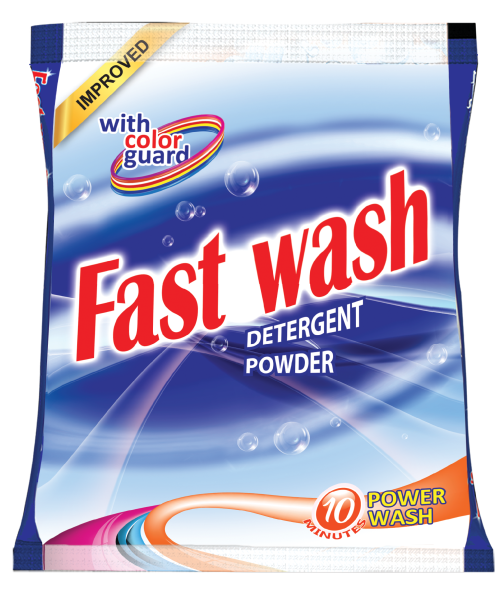 IMPROVED
with
color
guard
Fast wash
DETERGENT
POWDER
10
MINUTES
POWER
WASH